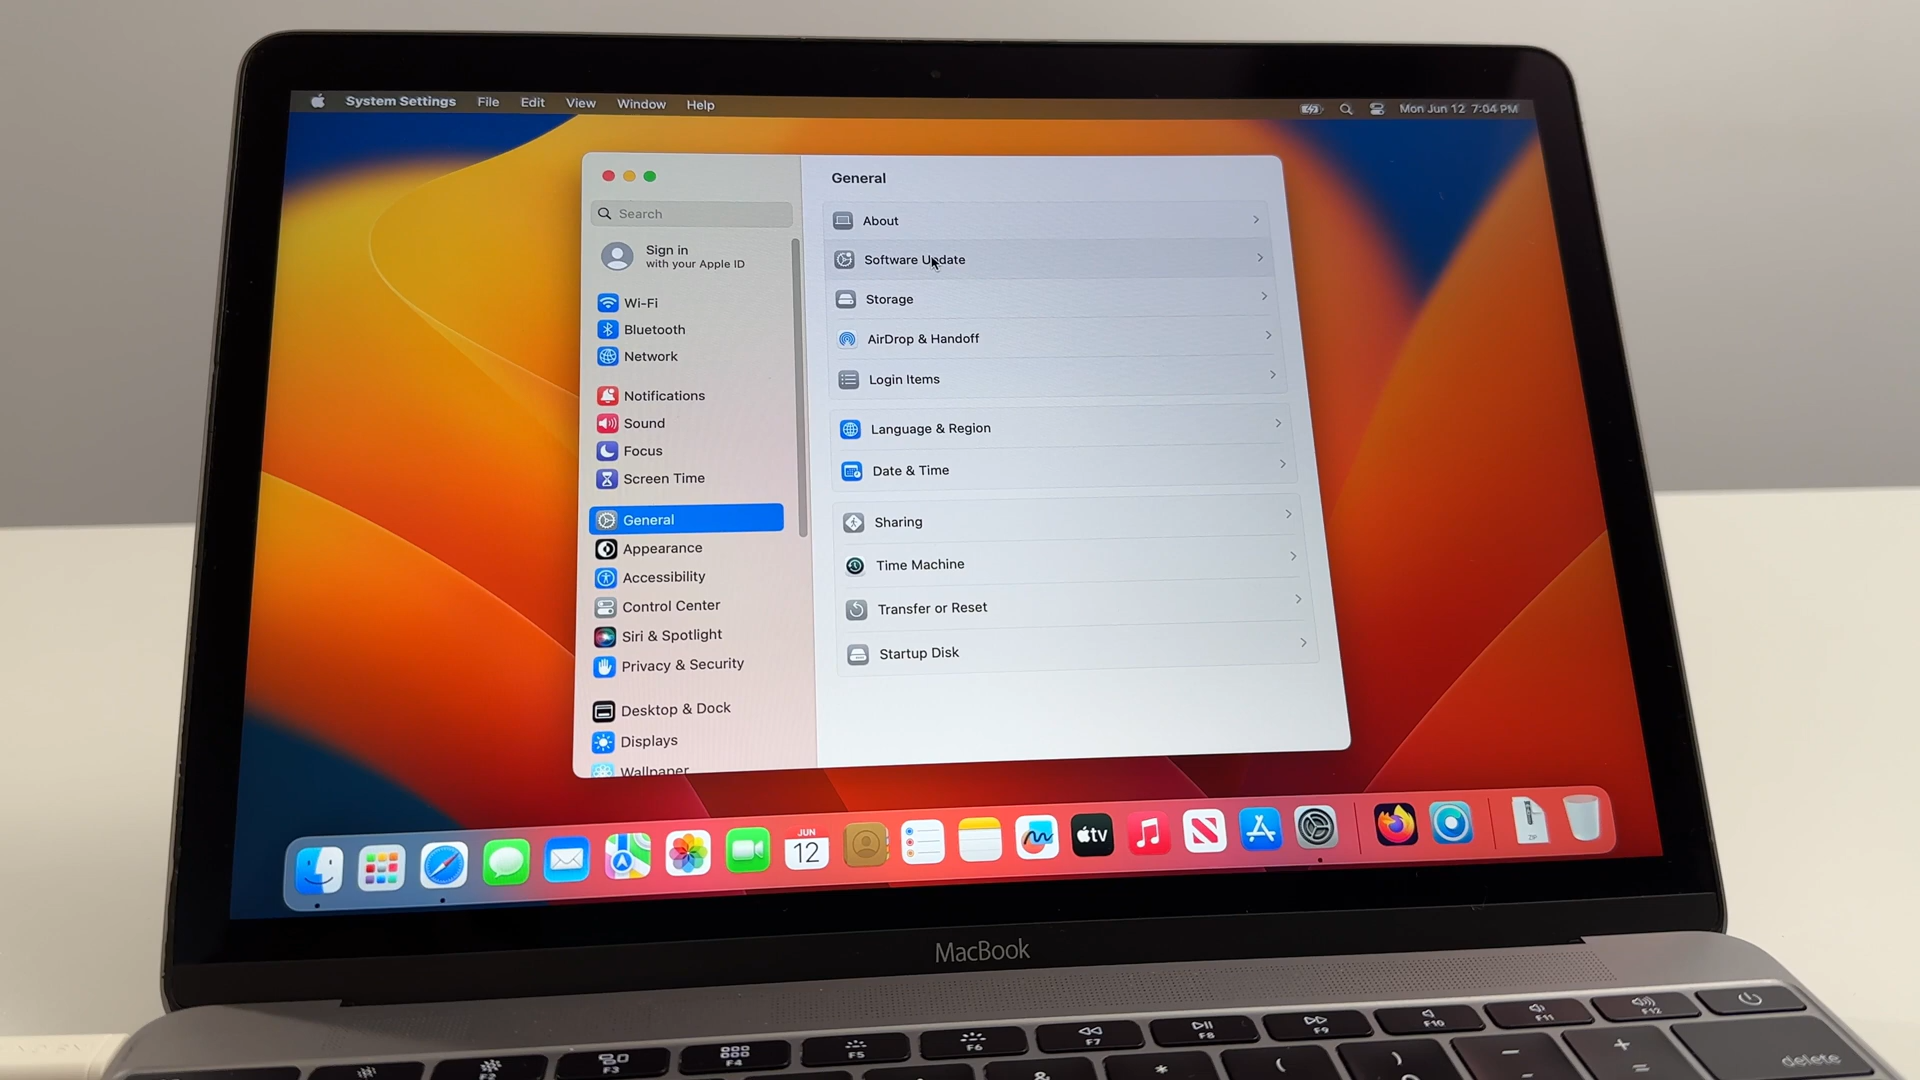 System Settings File Edit View Window Help
Mon Jun 12 7:04 PM
Search
Sign in
with your Apple ID
Wi-Fi
Bluetooth
Network
Notifications
Sound
Focus
Screen Time
General
Appearance
Accessibility
Control Center
Siri & Spotlight
Privacy & Security
Desktop & Dock
Displays
Wallpaper
General
About
Software Update
Storage
AirDrop & Handoff
Login Items
Language & Region
Date & Time
Sharing
Time Machine
Transfer or Reset
Startup Disk
JUN
12
tv
ZIP
MacBook
F2 F3 F4 F5 F6 F7 F8 F9 F10 F11 F12
& * ( ) – + =
delete